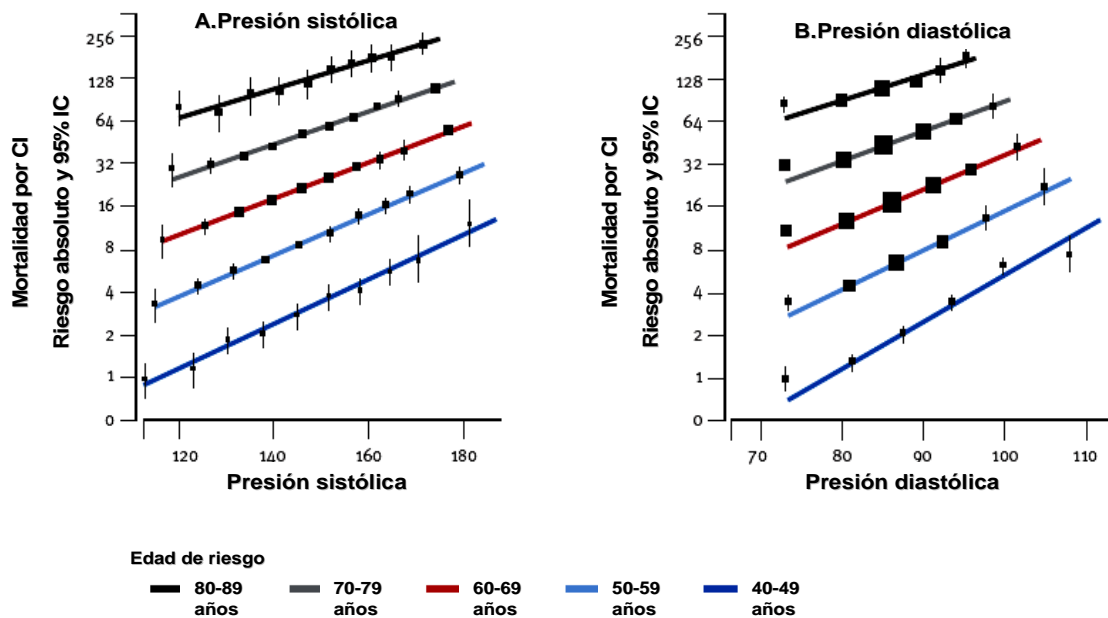 A.Presión sistólica
Mortalidad por CI
Riesgo absoluto y 95% IC
256
128
64
32
16
8
4
2
1
0
120
140
160
180
Presión sistólica
B.Presión diastólica
Mortalidad por CI
Riesgo absoluto y 95% IC
256
128
64
32
16
8
4
2
1
0
70
80
90
100
110
Presión diastólica
Edad de riesgo
80-89
años
70-79
años
60-69
años
50-59
años
40-49
años